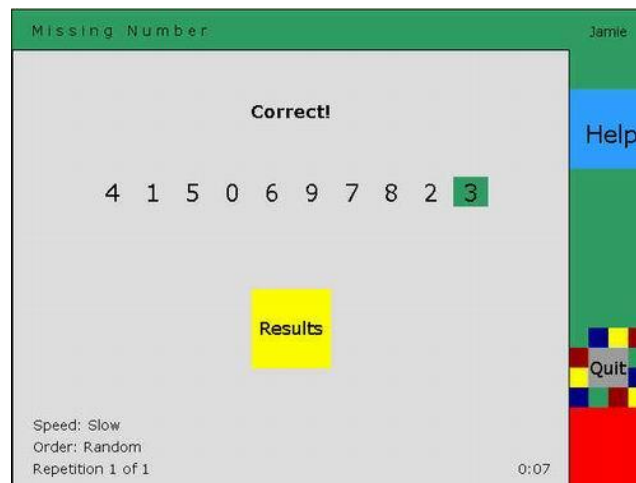 Missing Number
Jamie
Correct!
Help
4 1 5 0 6 9 7 8 2 3
Results
Quit
Speed: Slow
Order: Random
Repetition 1 of 1
0:07